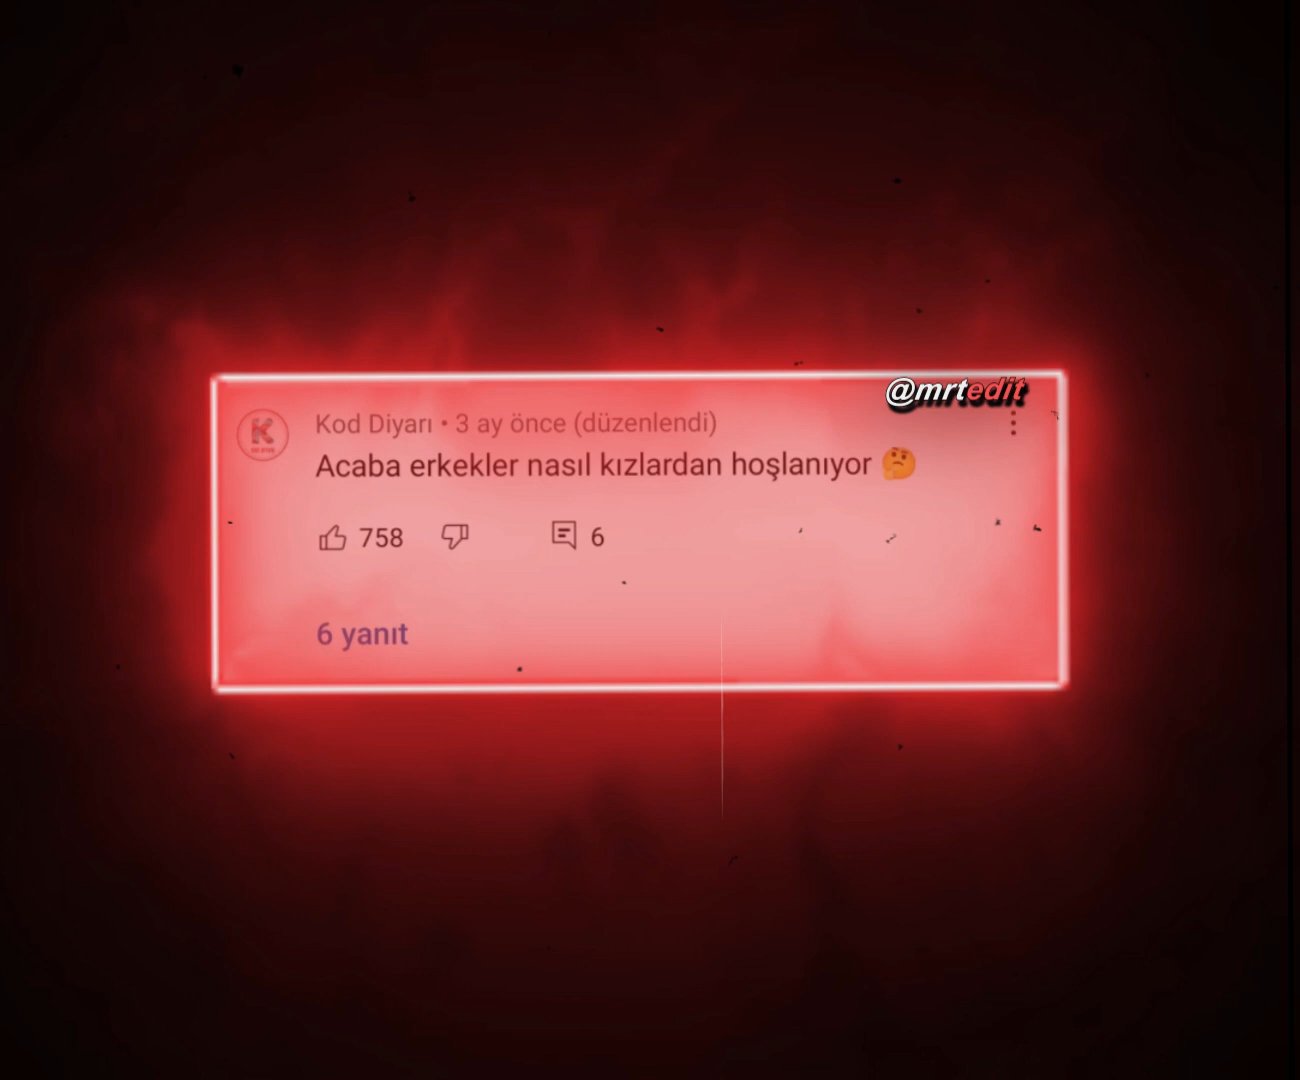 @mrtedit
K
Kod Diyarı • 3 ay önce (düzenlendi)
Acaba erkekler nasıl kızlardan hoşlanıyor 🤔
758 6
6 yanıt